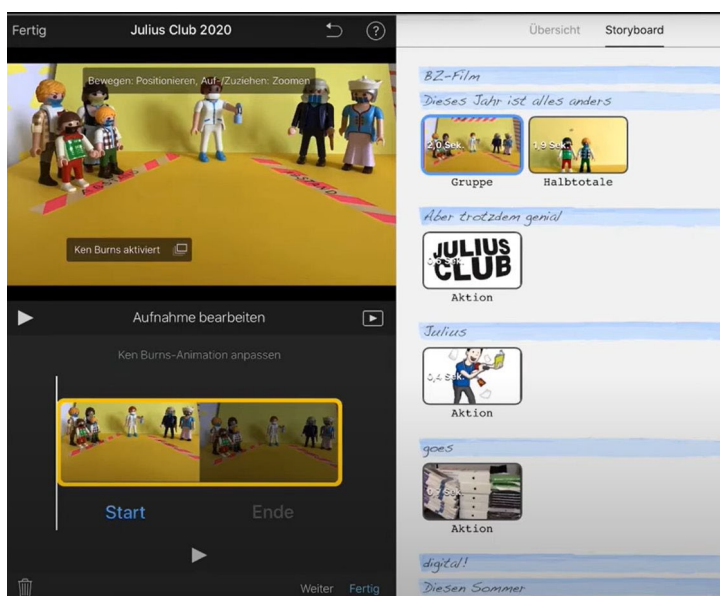 Fertig
Julius Club 2020
?
Bewegen: Positionieren, Auf-/Zuziehen: Zoomen
ABSTAND
ABSTAND
Ken Burns aktiviert
Aufnahme bearbeiten
Ken Burns-Animation anpassen
Start
Ende
Weiter
Fertig
Übersicht
Storyboard
BZ-Film
Dieses Jahr ist alles anders
2,0 Sek.
1,9 Sek.
Gruppe
Halbtotale
Aber trotzdem genial
JULIUS
CLUB
Aktion
Julius
0,4 Sek.
Aktion
goes
Aktion
digital!
Diesen Sommer